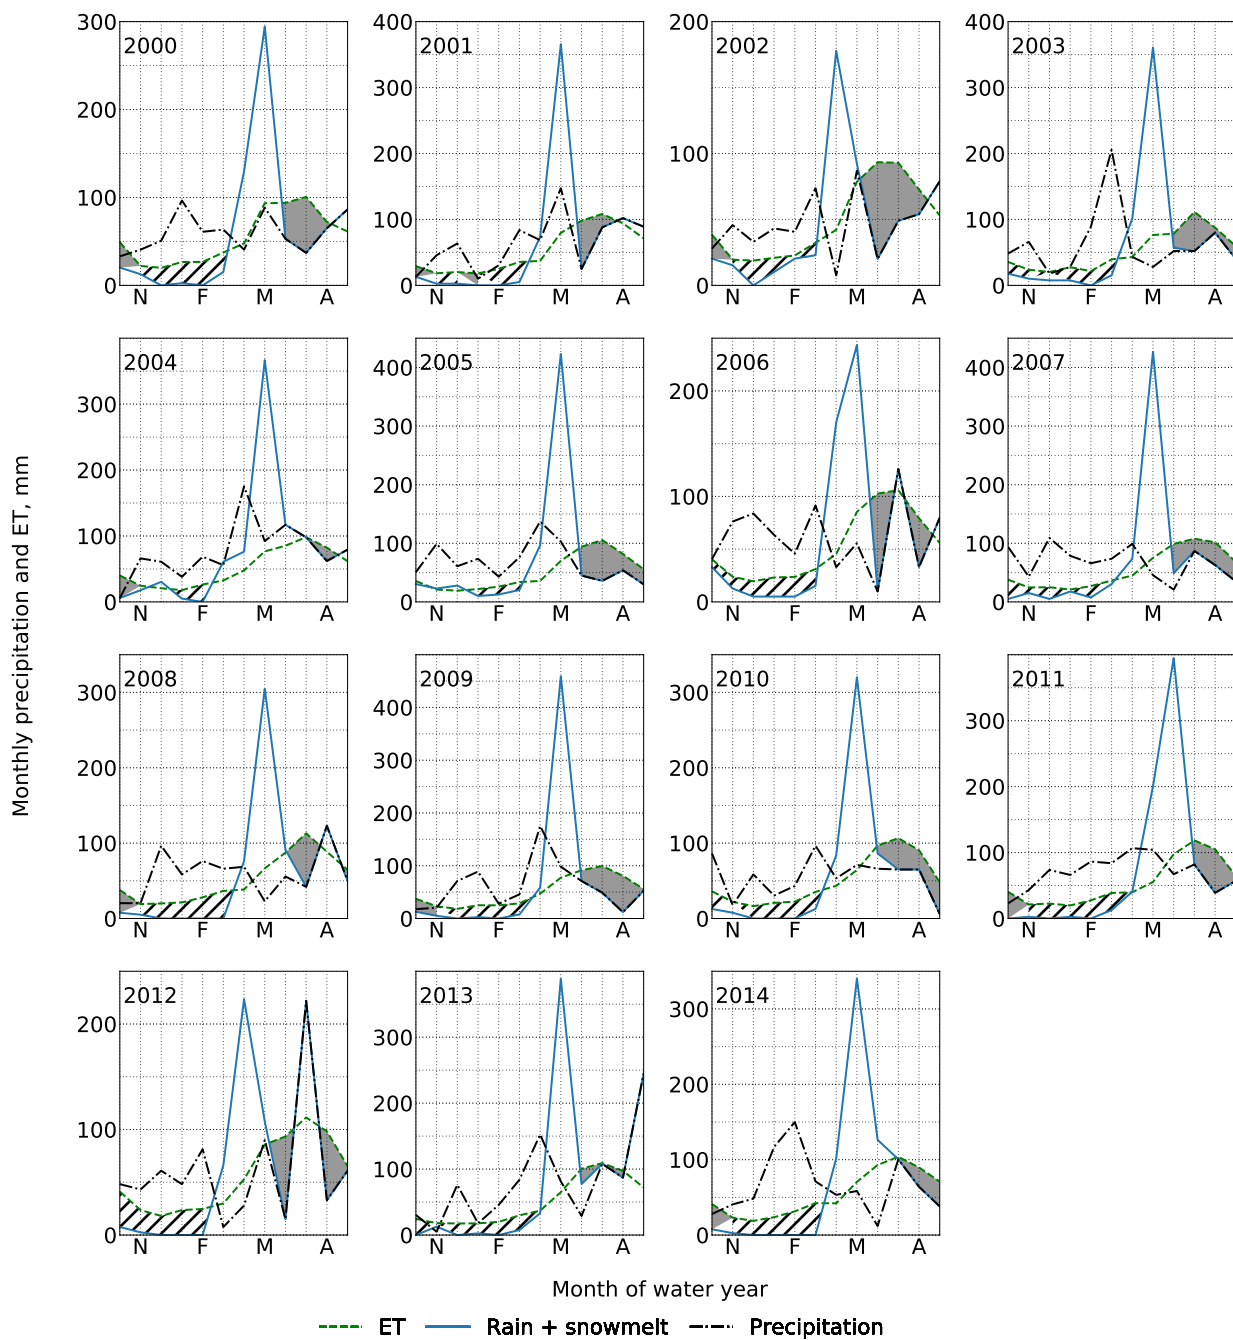 2000 2001 2002 2003
300 400 200 400
300 300
200 200 100 200
100 100 100
0 0 0 0
N F M A N F M A N F M A N F M A
2004 2005 2006 2007
400 400
300 300 200 300
200 200 100 200
100 100 100
0 0 0 0
N F M A N F M A N F M A N F M A
Monthly precipitation and ET, mm
2008 2009 2010 2011
300 400 300 300
200 300 200 200
100 200 100 100
100
0 0 0 0
N F M A N F M A N F M A N F M A
2012 2013 2014
200 300 300
100 200 200
100 100
0 0 0
N F M A N F M A N F M A
Month of water year
ET Rain + snowmelt Precipitation